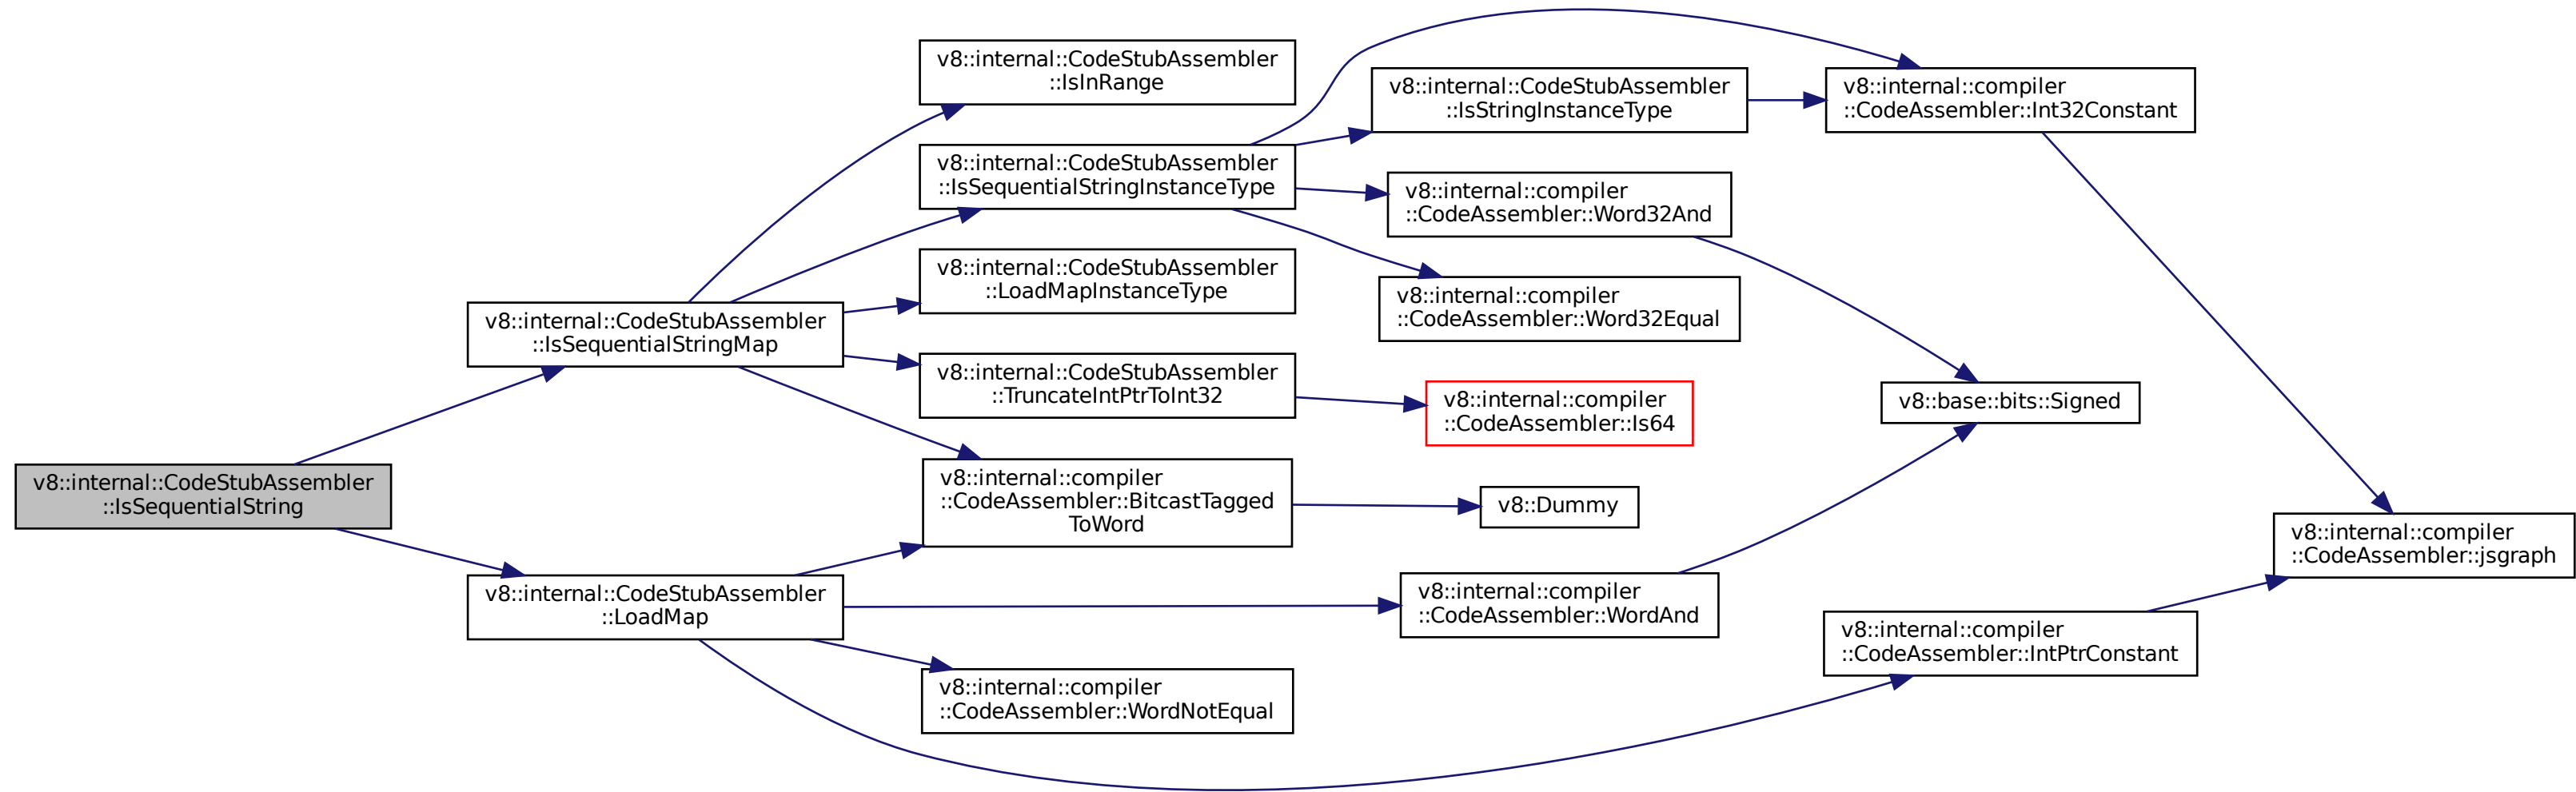 v8::internal::CodeStubAssembler
::IsSequentialString
v8::internal::CodeStubAssembler
::IsSequentialStringMap
v8::internal::CodeStubAssembler
::LoadMap
v8::internal::CodeStubAssembler
::IsInRange
v8::internal::CodeStubAssembler
::IsSequentialStringInstanceType
v8::internal::CodeStubAssembler
::LoadMapInstanceType
v8::internal::CodeStubAssembler
::TruncateIntPtrToInt32
v8::internal::compiler
::CodeAssembler::BitcastTagged
ToWord
v8::internal::compiler
::CodeAssembler::WordNotEqual
v8::internal::CodeStubAssembler
::IsStringInstanceType
v8::internal::compiler
::CodeAssembler::Word32And
v8::internal::compiler
::CodeAssembler::Word32Equal
v8::internal::compiler
::CodeAssembler::Is64
v8::Dummy
v8::internal::compiler
::CodeAssembler::WordAnd
v8::internal::compiler
::CodeAssembler::Int32Constant
v8::base::bits::Signed
v8::internal::compiler
::CodeAssembler::IntPtrConstant
v8::internal::compiler
::CodeAssembler::jsgraph